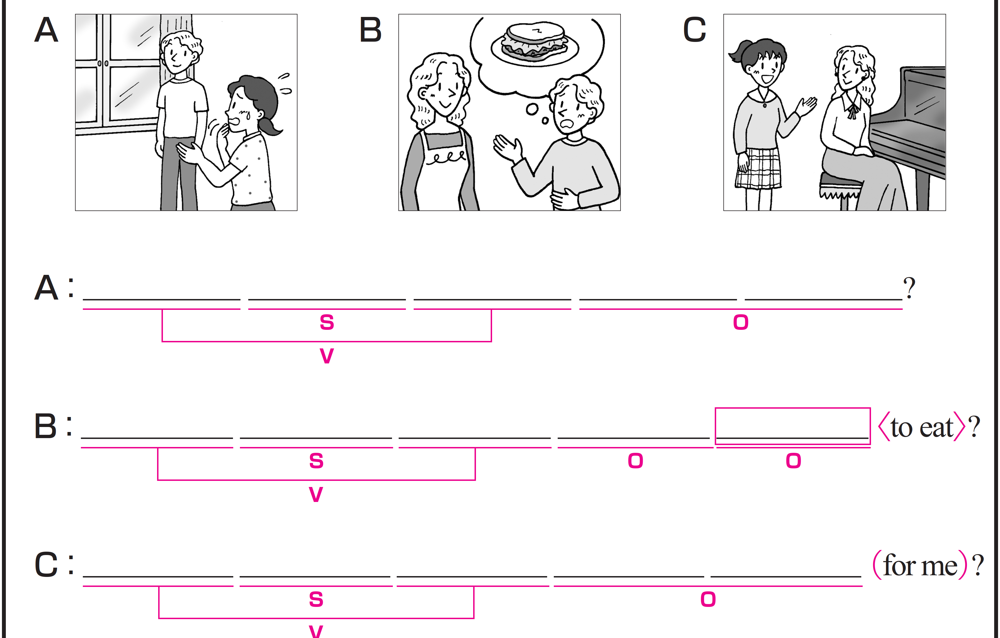 A B C
A : ?
S O
V
B : 〈to eat〉?
S O O
V
C : (for me)?
S O
V